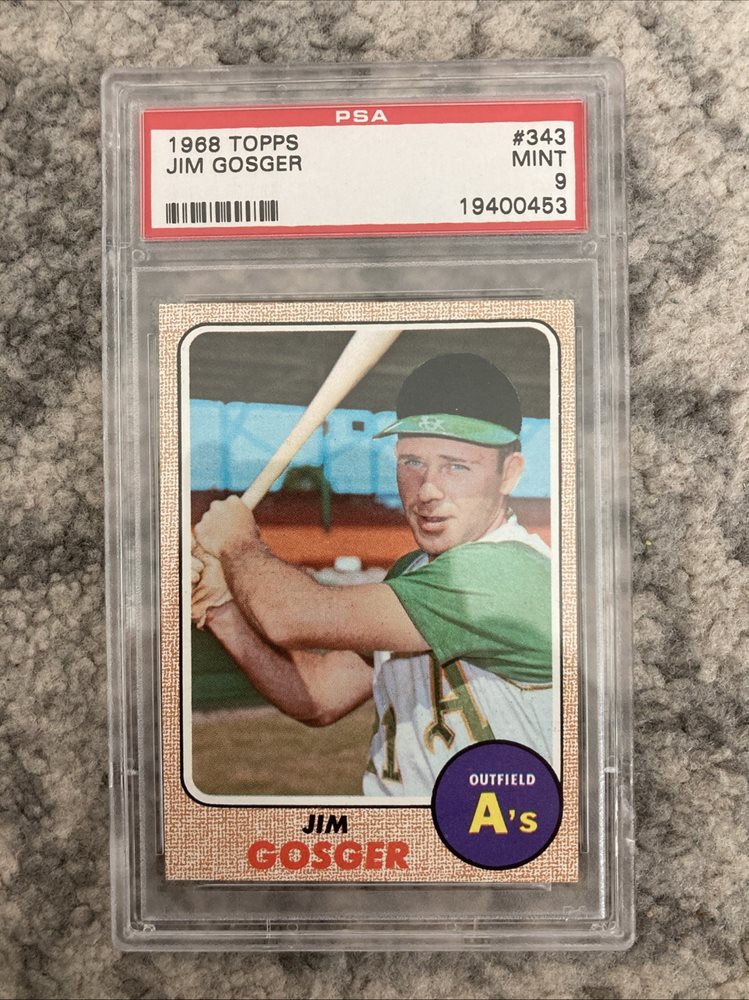 PSA
1968 TOPPS #343
JIM GOSGER MINT
9
19400453
OUTFIELD
A's
JIM
GOSGER